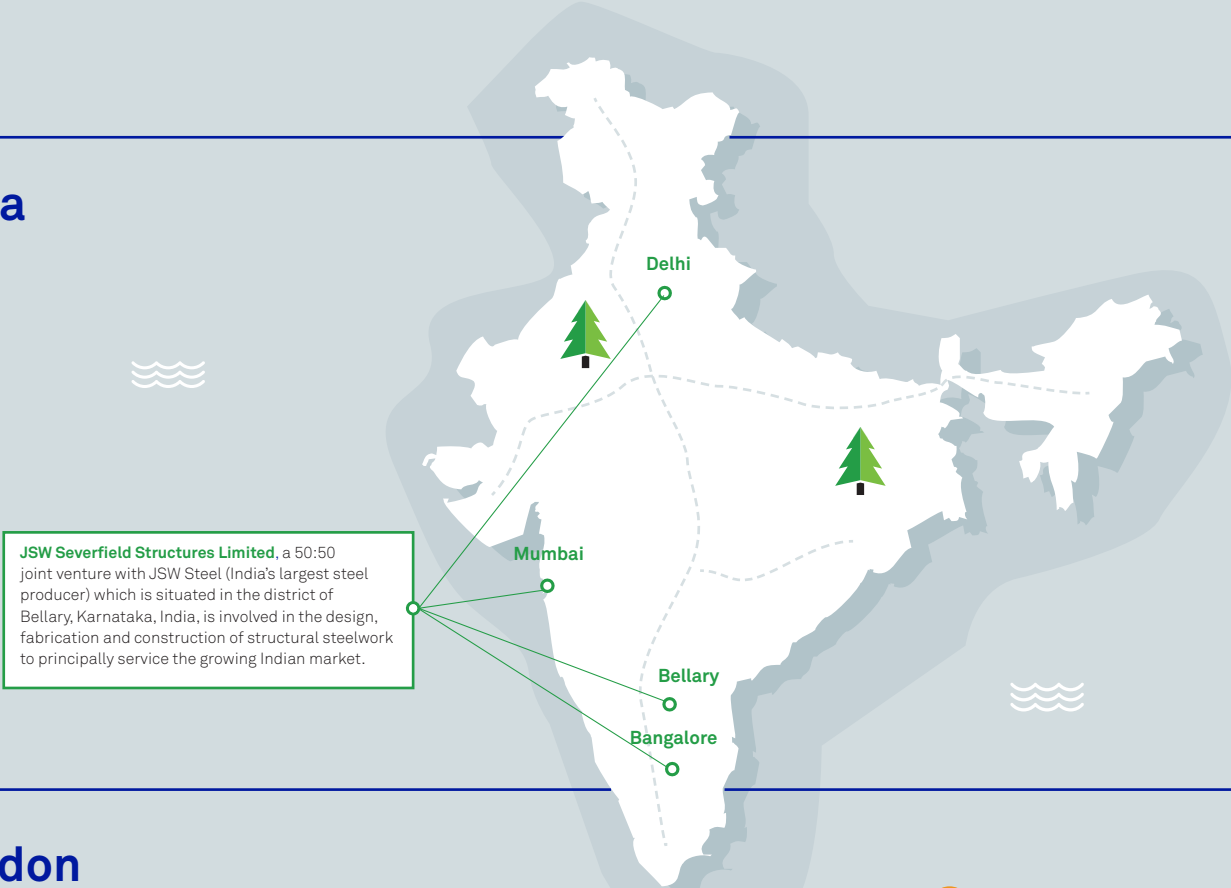 a
Delhi
JSW Severfield Structures Limited, a 50:50
joint venture with JSW Steel (India’s largest steel
producer) which is situated in the district of
Bellary, Karnataka, India, is involved in the design,
fabrication and construction of structural steelwork
to principally service the growing Indian market.
Mumbai
Bellary
Bangalore
don